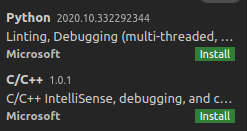 Python 2020.10.332292344
Linting, Debugging (multi-threaded, ...
Microsoft Install
C/C++ 1.0.1
C/C++ IntelliSense, debugging, and c...
Microsoft Install